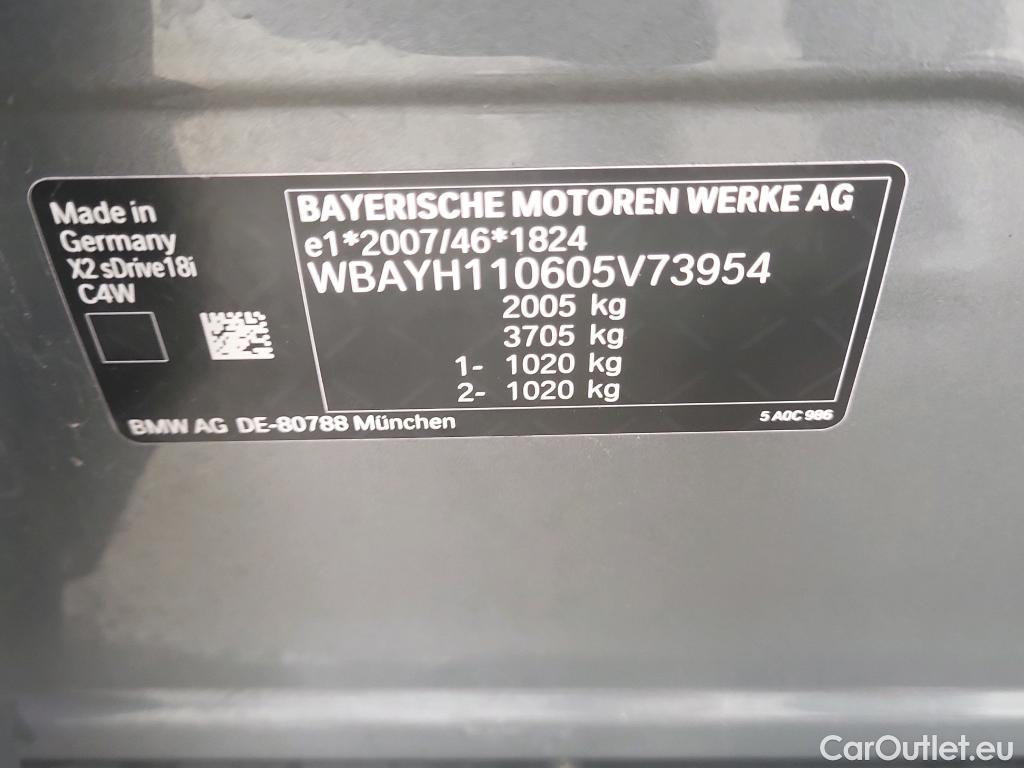 Made in
Germany
X2 sDrive18i
C4W
BAYERISCHE MOTOREN WERKE AG
e1*2007/46*1824
WBAYH110605V73954
2005 kg
3705 kg
1- 1020 kg
2- 1020 kg
BMW AG DE-80788 München
5 A0C 986
CarOutlet.eu